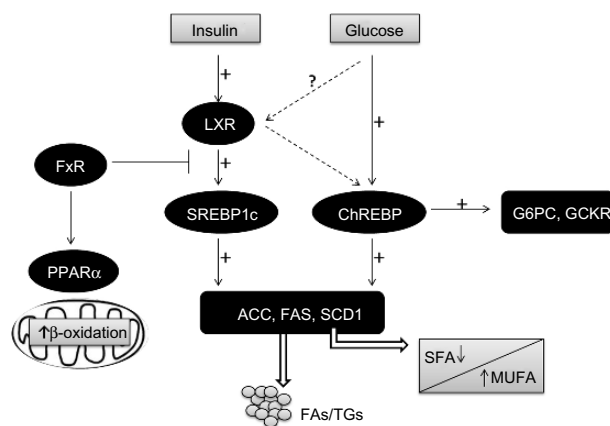 Insulin
Glucose
+
?
LXR
+
FxR
+
SREBP1c
ChREBP
+
G6PC, GCKR
PPARα
+
+
↑β-oxidation
ACC, FAS, SCD1
SFA↓
↑MUFA
FAs/TGs